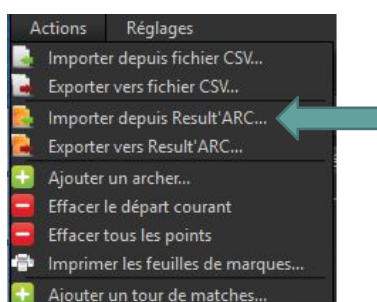 Actions Réglages
Importer depuis fichier CSV...
Exporter vers fichier CSV...
Importer depuis Result'ARC...
Exporter vers Result'ARC...
Ajouter un archer...
Effacer le départ courant
Effacer tous les points
Imprimer les feuilles de marques...
Ajouter un tour de matches...